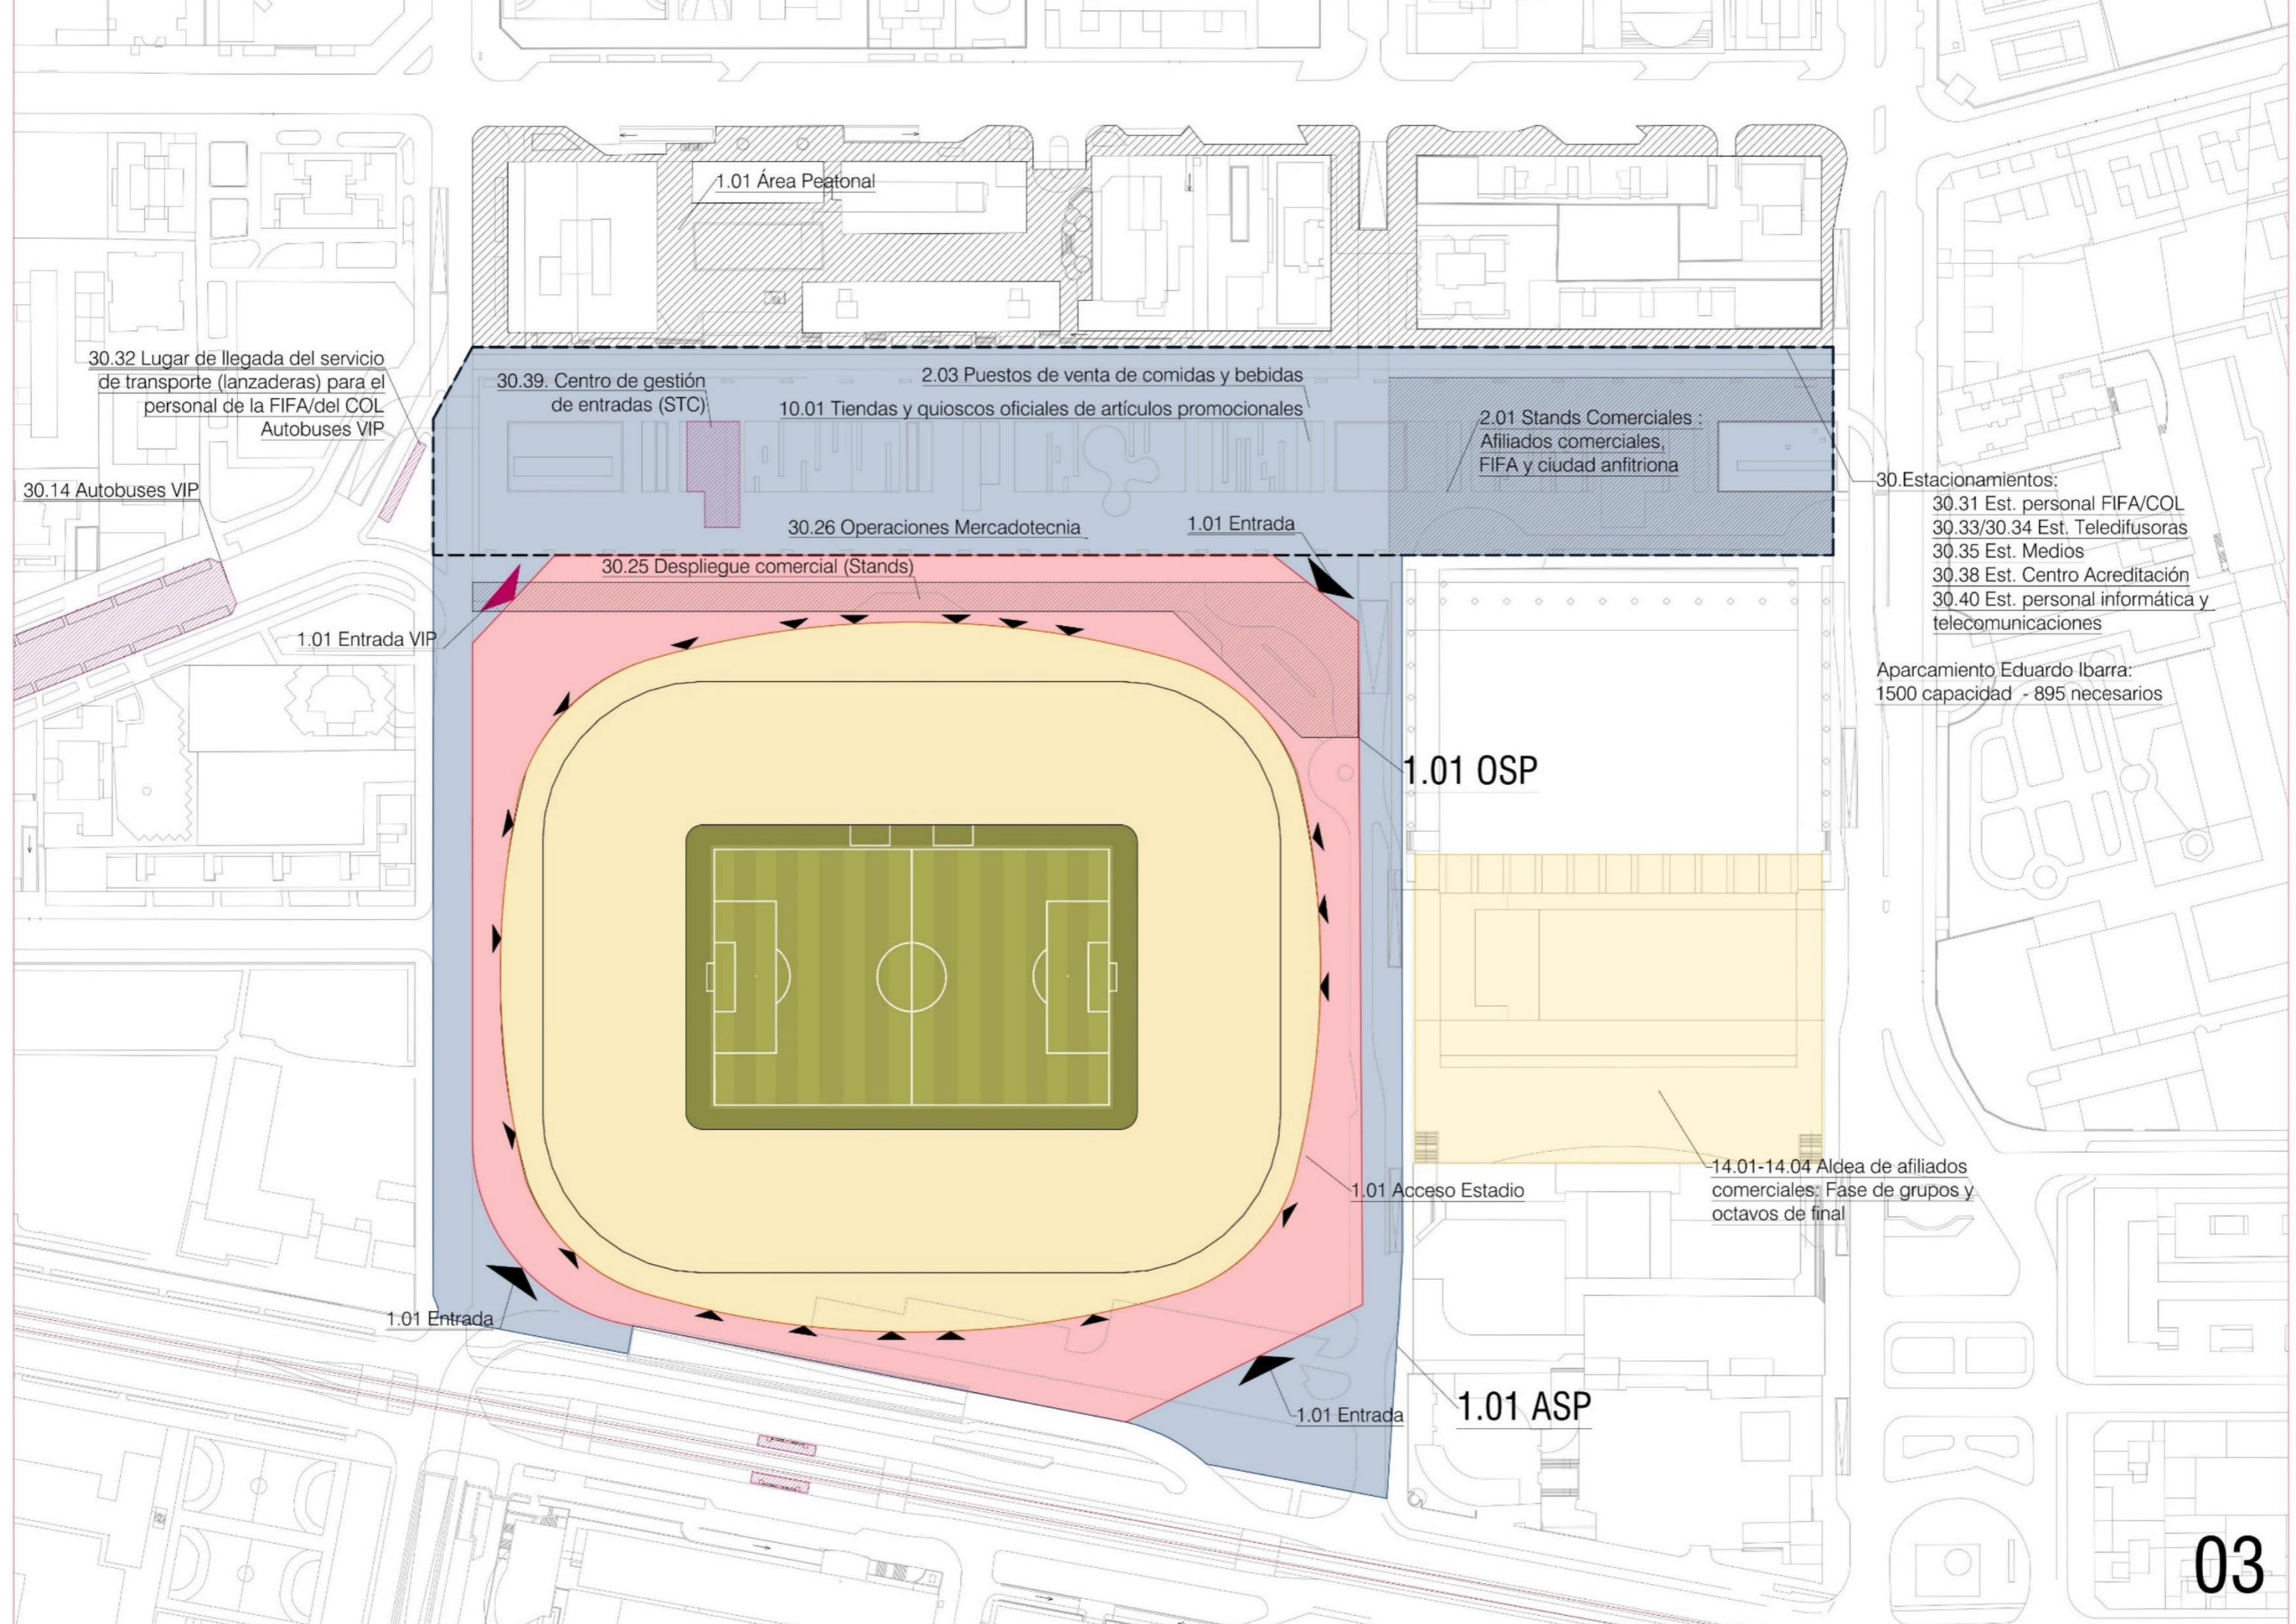 1.01 Área Peatonal
30.32 Lugar de llegada del servicio
de transporte (lanzaderas) para el
personal de la FIFA/del COL
Autobuses VIP
30.14 Autobuses VIP
30.39. Centro de gestión
de entradas (STC)
2.03 Puestos de venta de comidas y bebidas
10.01 Tiendas y quioscos oficiales de artículos promocionales
2.01 Stands Comerciales :
Afiliados comerciales,
FIFA y ciudad anfitriona
30.26 Operaciones Mercadotecnia
1.01 Entrada
30.25 Despliegue comercial (Stands)
1.01 Entrada VIP
30.Estacionamientos:
30.31 Est. personal FIFA/COL
30.33/30.34 Est. Teledifusoras
30.35 Est. Medios
30.38 Est. Centro Acreditación
30.40 Est. personal informática y
telecomunicaciones
Aparcamiento Eduardo Ibarra:
1500 capacidad - 895 necesarios
1.01 OSP
14.01-14.04 Aldea de afiliados
comerciales: Fase de grupos y
octavos de final
1.01 Acceso Estadio
1.01 Entrada
1.01 Entrada
1.01 ASP
03